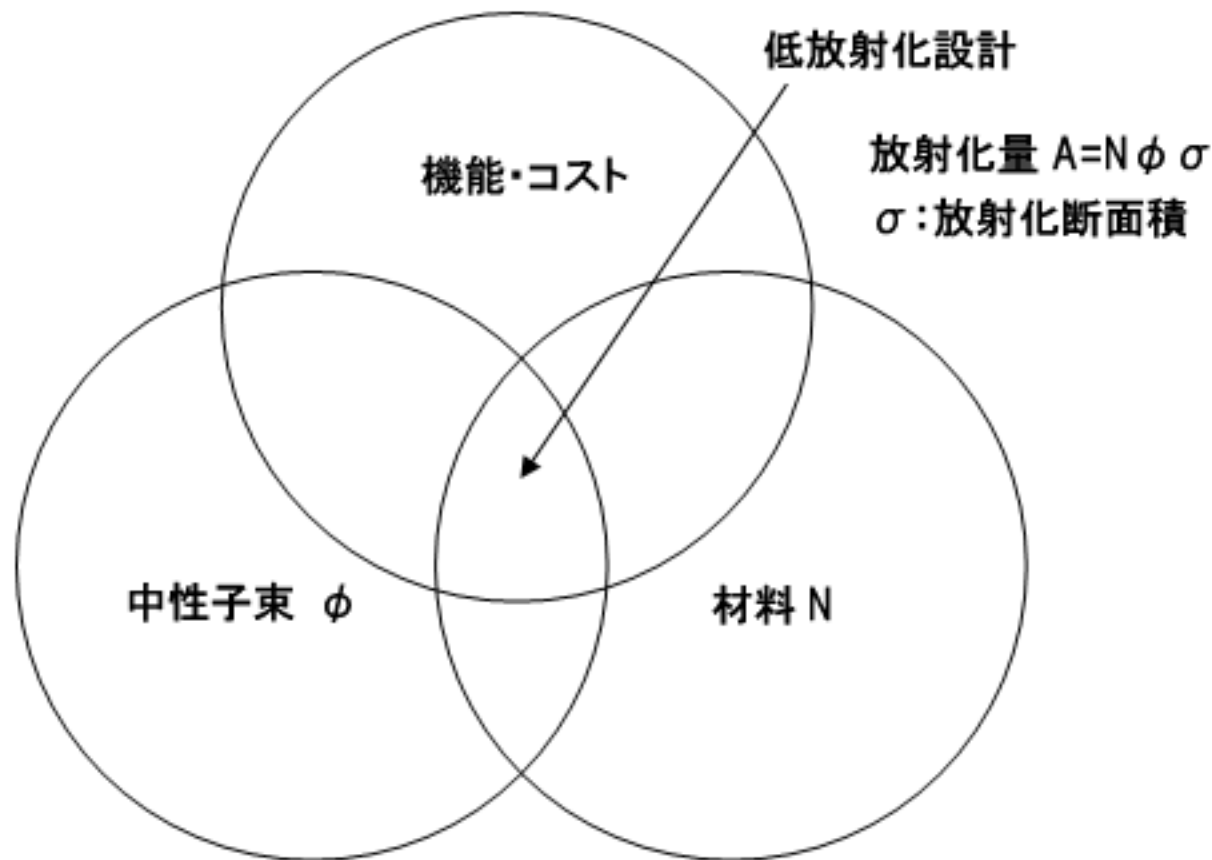 低放射化設計
機能・コスト
放射化量 A=Nφσ
σ:放射化断面積
中性子束 φ
材料 N